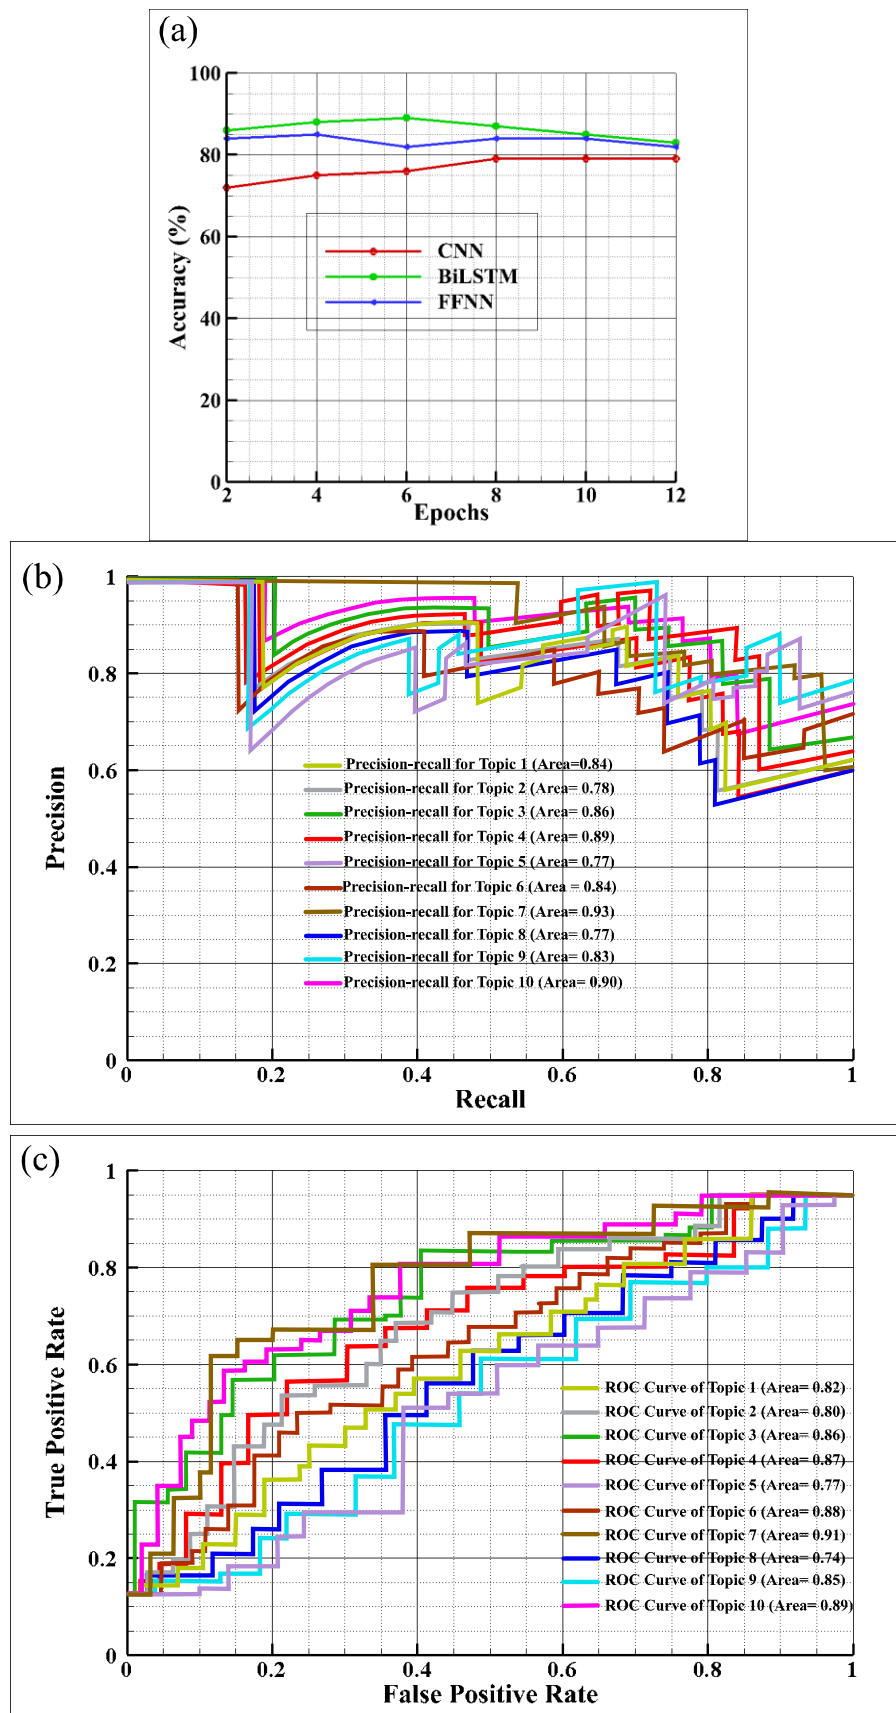 (a)
100
80
60
40
20
0
Accuracy (%)
CNN
BiLSTM
FFNN
2 4 6 8 10 12
Epochs
(b)
1
0.8
0.6
0.4
0.2
0
Precision
Precision-recall for Topic 1 (Area=0.84)
Precision-recall for Topic 2 (Area= 0.78)
Precision-recall for Topic 3 (Area= 0.86)
Precision-recall for Topic 4 (Area= 0.89)
Precision-recall for Topic 5 (Area= 0.77)
Precision-recall for Topic 6 (Area = 0.84)
Precision-recall for Topic 7 (Area= 0.93)
Precision-recall for Topic 8 (Area= 0.77)
Precision-recall for Topic 9 (Area= 0.83)
Precision-recall for Topic 10 (Area= 0.90)
0 0.2 0.4 0.6 0.8 1
Recall
(c)
1
0.8
0.6
0.4
0.2
0
True Positive Rate
ROC Curve of Topic 1 (Area= 0.82)
ROC Curve of Topic 2 (Area= 0.80)
ROC Curve of Topic 3 (Area= 0.86)
ROC Curve of Topic 4 (Area= 0.87)
ROC Curve of Topic 5 (Area= 0.77)
ROC Curve of Topic 6 (Area= 0.88)
ROC Curve of Topic 7 (Area= 0.91)
ROC Curve of Topic 8 (Area= 0.74)
ROC Curve of Topic 9 (Area= 0.85)
ROC Curve of Topic 10 (Area= 0.89)
0 0.2 0.4 0.6 0.8 1
False Positive Rate